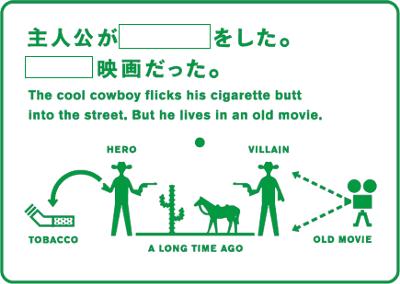 主人公が をした。
映画だった。
The cool cowboy flicks his cigarette butt
into the street. But he lives in an old movie.
HERO
VILLAIN
TOBACCO
A LONG TIME AGO
OLD MOVIE